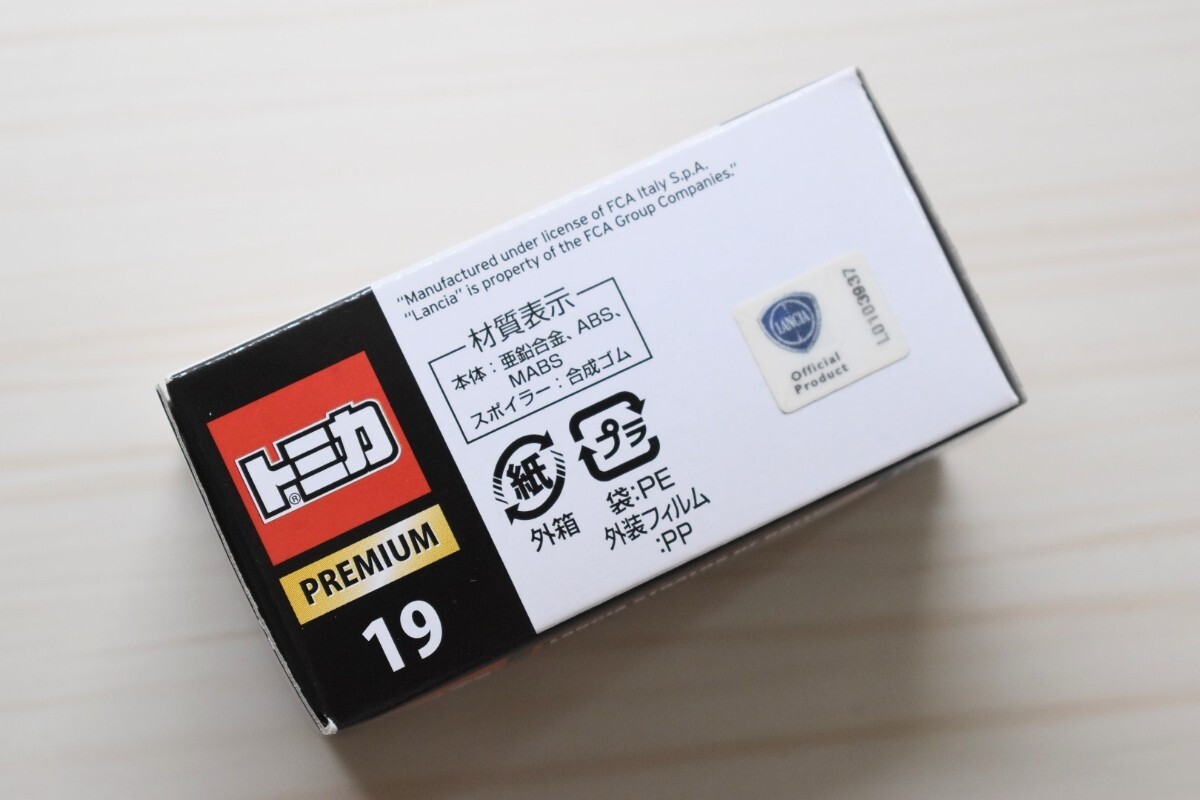 "Manufactured under license of FCA Italy S.p.A.
"Lancia" is property of the FCA Group Companies."
材質表示
本体：亜鉛合金、ABS、
MABS
スポイラー：合成ゴム
紙
外箱
プラ
袋:PE
外装フィルム
:PP
LANCIA
Official
Product
L0103937
トミカ®
PREMIUM
19